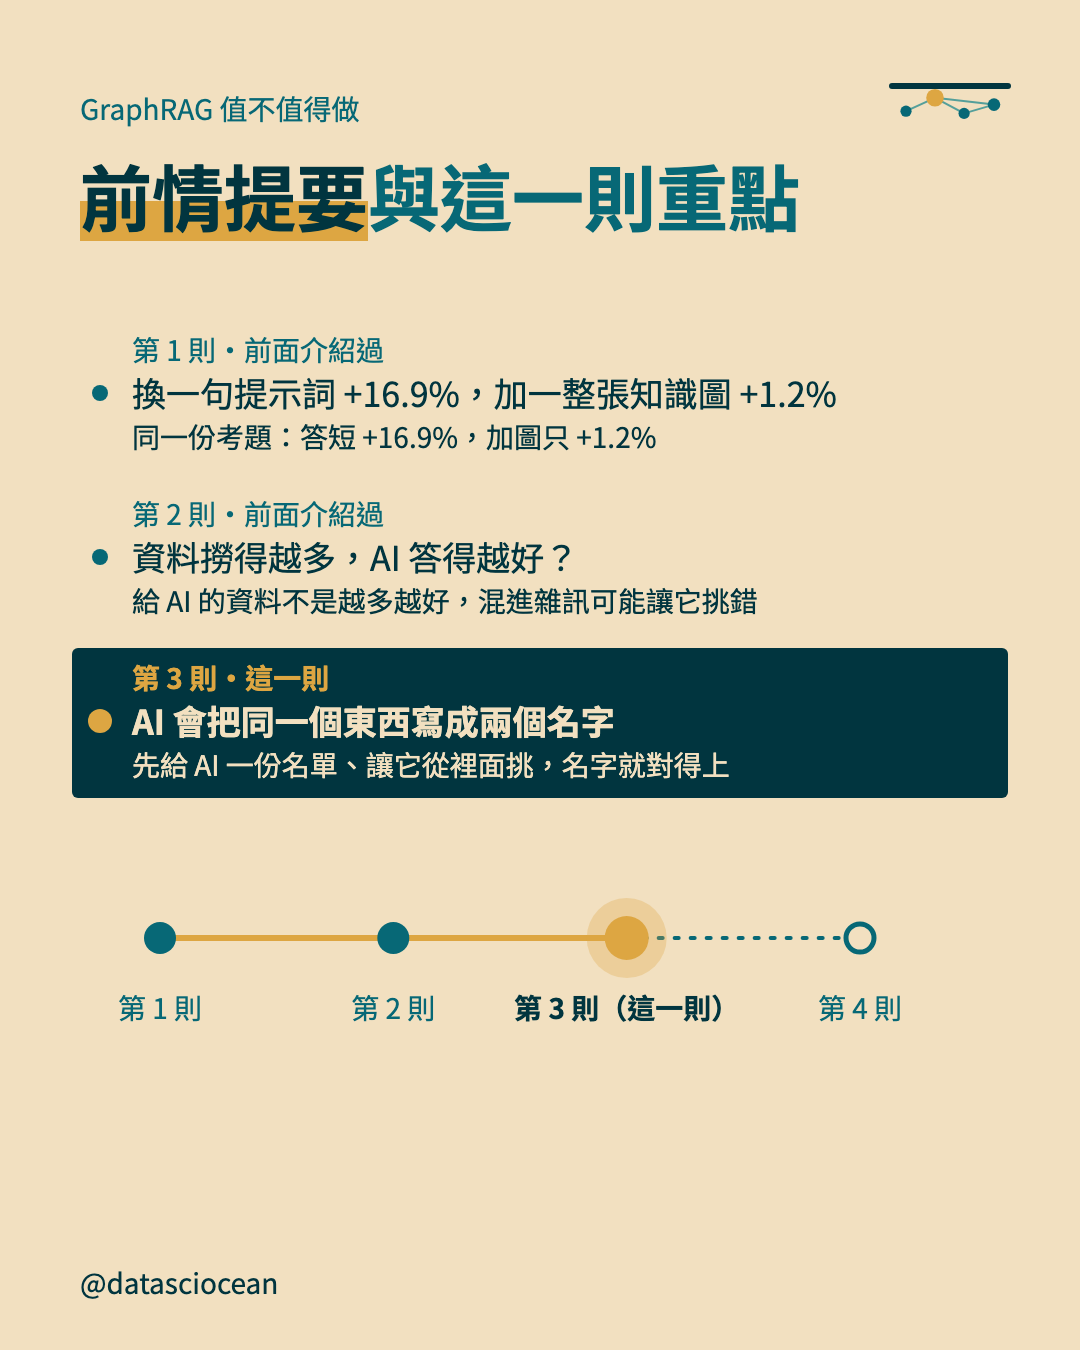 GraphRAG 值不值得做
前情提要與這一則重點
第 1 則・前面介紹過
換一句提示詞 +16.9%，加一整張知識圖 +1.2%
同一份考題：答短 +16.9%，加圖只 +1.2%
第 2 則・前面介紹過
資料撈得越多，AI 答得越好？
給 AI 的資料不是越多越好，混進雜訊可能讓它挑錯
第 3 則・這一則
AI 會把同一個東西寫成兩個名字
先給 AI 一份名單、讓它從裡面挑，名字就對得上
第 1 則
第 2 則
第 3 則（這一則）
第 4 則
@datasciocean